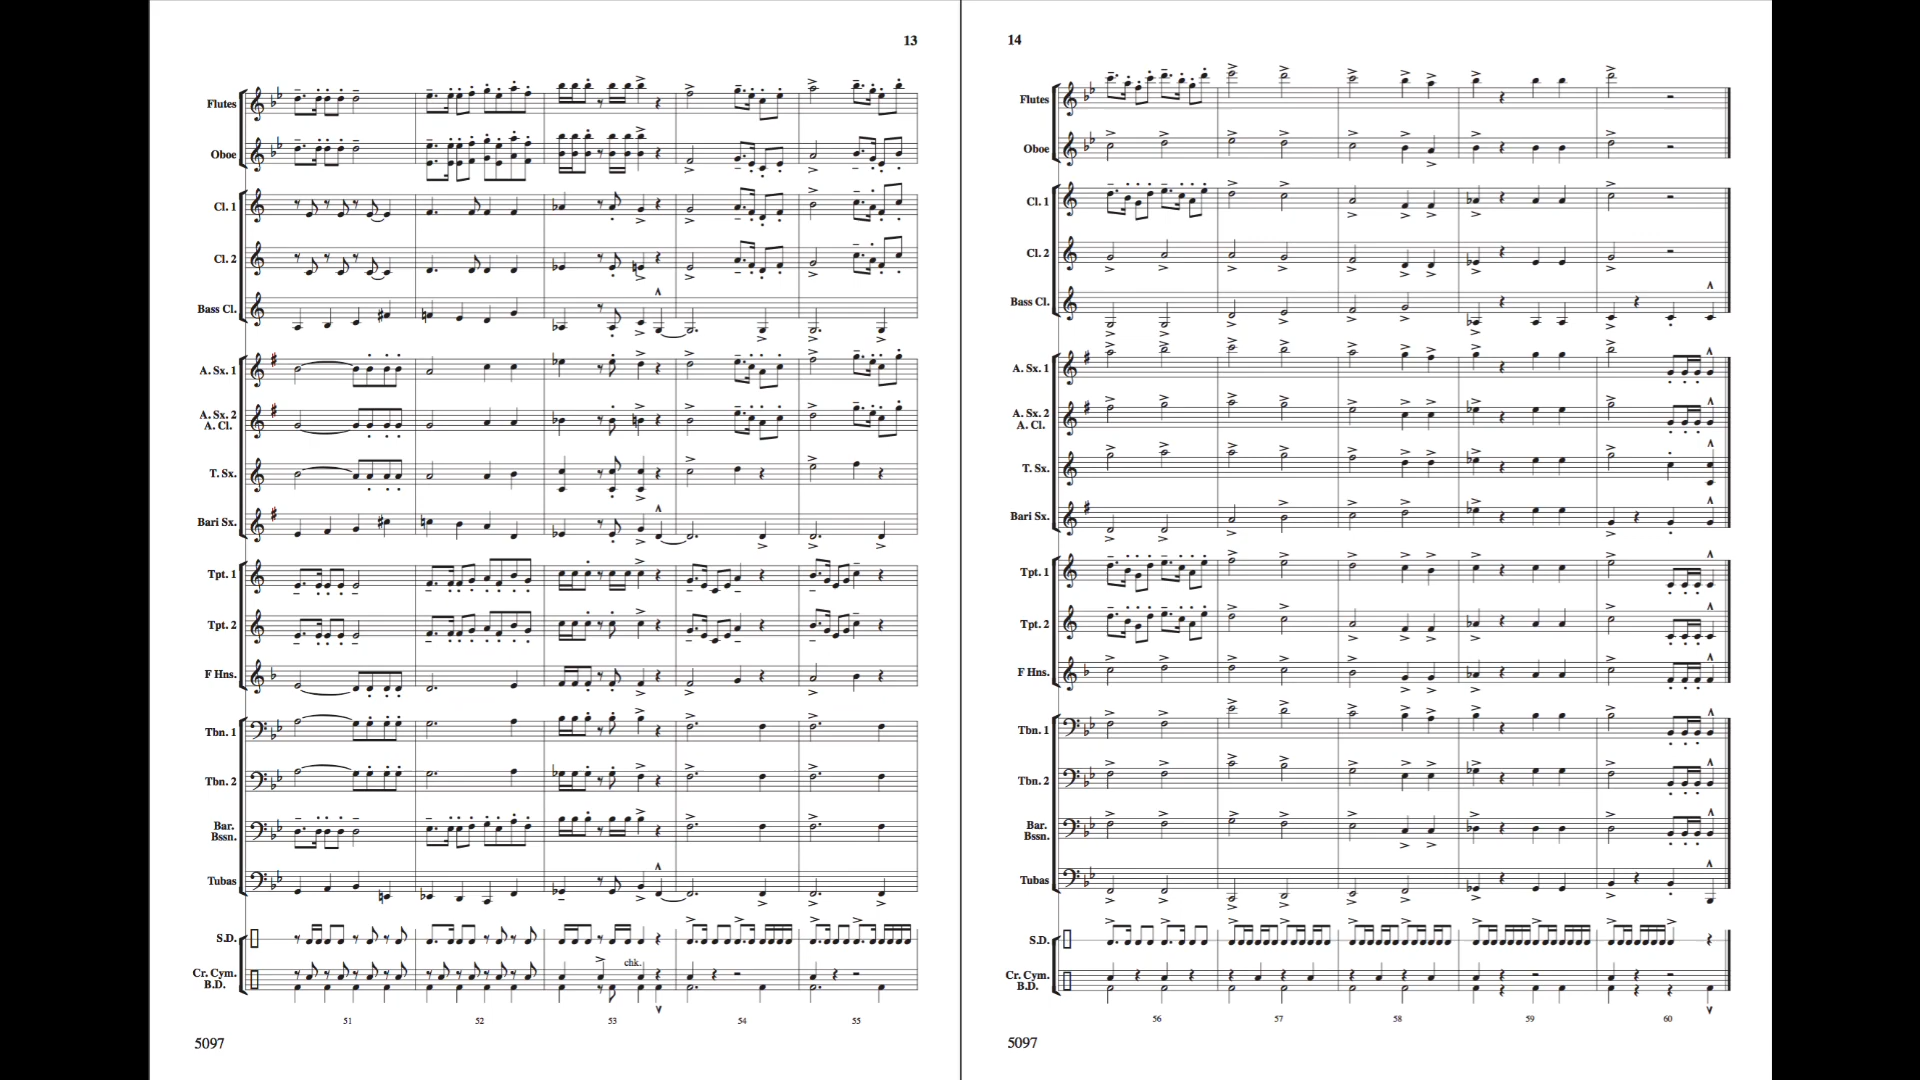 13
Flutes
Oboe
Cl. 1
Cl. 2
Bass Cl.
A. Sx. 1
A. Sx. 2
A. Cl.
T. Sx.
Bari Sx.
Tpt. 1
Tpt. 2
F Hns.
Tbn. 1
Tbn. 2
Bar.
Bssn.
Tubas
S.D.
chk.
Cr. Cym.
B.D.
51 52 53 54 55
5097
14
Flutes
Oboe
Cl. 1
Cl. 2
Bass Cl.
A. Sx. 1
A. Sx. 2
A. Cl.
T. Sx.
Bari Sx.
Tpt. 1
Tpt. 2
F Hns.
Tbn. 1
Tbn. 2
Bar.
Bssn.
Tubas
S.D.
Cr. Cym.
B.D.
56 57 58 59 60
5097